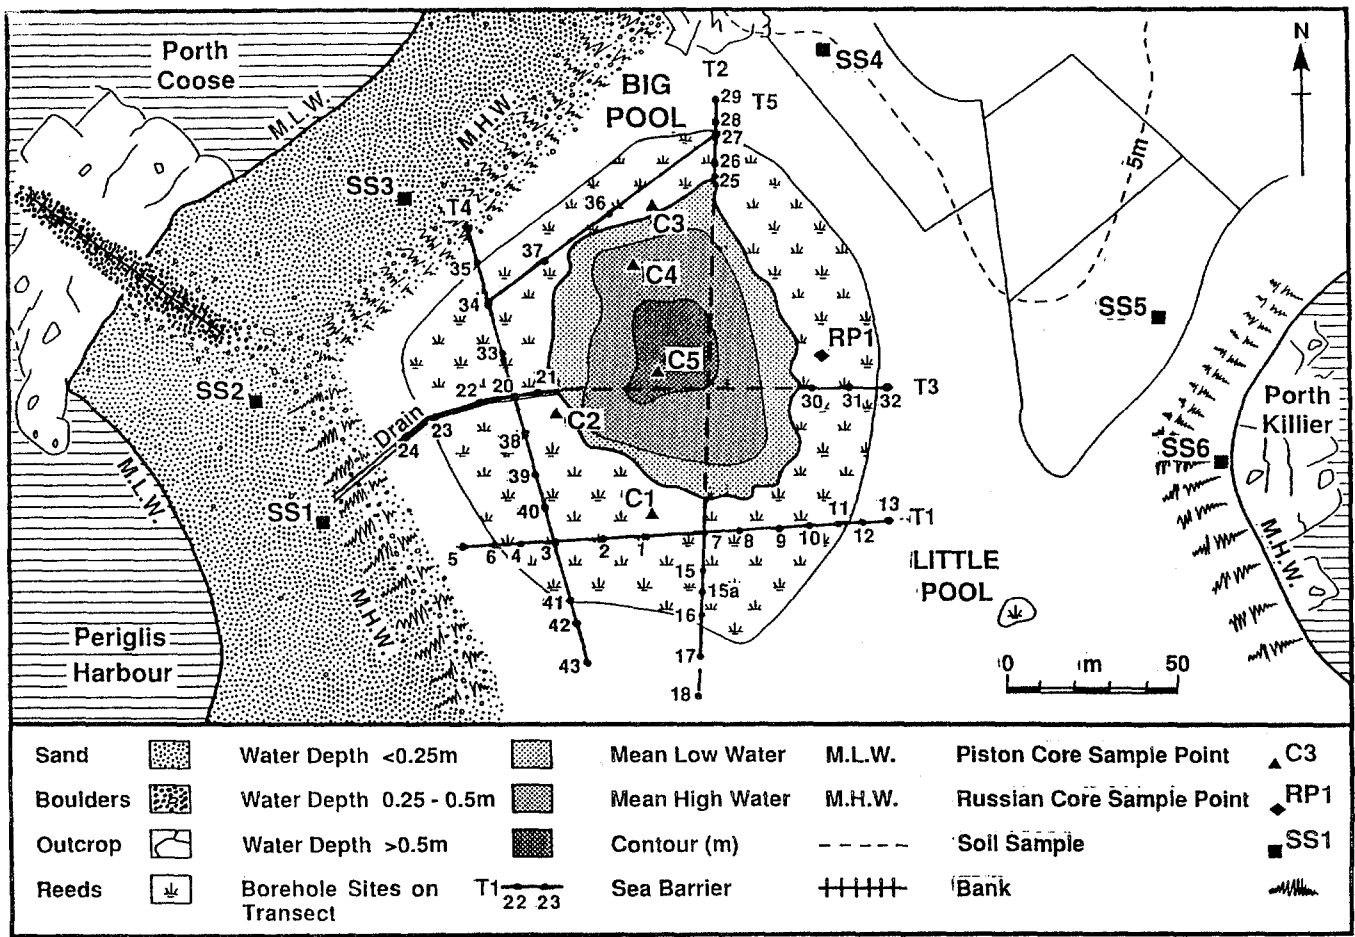 Porth
Coose
M.L.W.
M.H.W.
BIG
POOL
T2
29
T5
28
27
26
25
SS4
N
5m
SS3
T4
36
C3
37
35
C4
34
SS5
33
RP1
C5
22
20
21
SS2
30
31
32
T3
Porth
Killier
Drain
23
24
C2
38
SS6
39
M.L.W.
C1
SS1
40
11
13
T1
5
6
4
3
2
1
7
8
9
10
12
M.H.W.
15
15a
LITTLE
POOL
M.H.W.
41
16
42
Periglis
Harbour
17
43
0 m 50
18
Sand
Water Depth <0.25m
Mean Low Water M.L.W.
Piston Core Sample Point C3
Boulders
Water Depth 0.25 - 0.5m
Mean High Water M.H.W.
Russian Core Sample Point RP1
Outcrop
Water Depth >0.5m
Contour (m)
Soil Sample SS1
Reeds
Borehole Sites on
Transect
T1
22 23
Sea Barrier
Bank